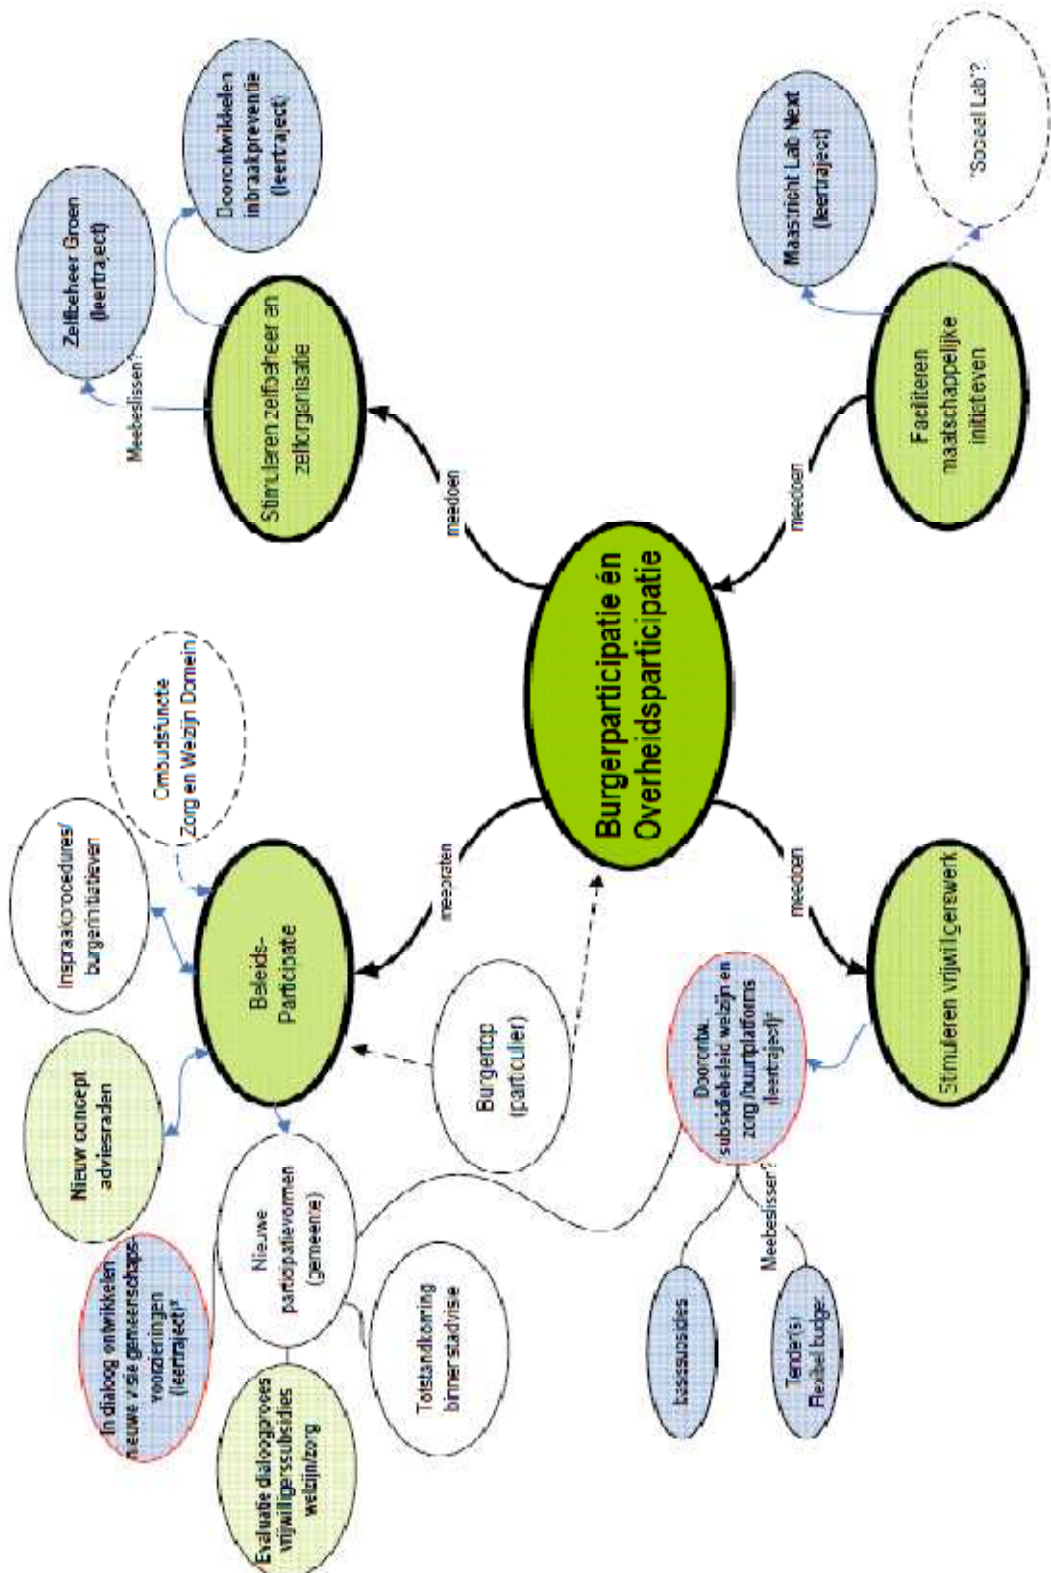 In dialoog ontwikkelen
nieuwe visie gemeenschaps-
voorzieningen
(leertraject)*
Nieuw concept
adviesraden
Inspraakprocedures/
burgerinitiatieven
Ombudsfunctie
Zorg en Welzijn Domein
Zelfbeheer Groen
(leertraject)
Meebeslissen?
Doorontwikkelen
inbraakpreventie
(leertraject)
Evaluatie dialoogproces
vrijwilligerssubsidies
welzijn/zorg
Nieuwe
participatievormen
(gemeente)
Beleids-
Participate
Stimuleren zelfbeheer en
zelforganisatie
Totstandkoming
binnenstadvisie
Burgertop
(particulier)
meepraten
meedoen
Burgerparticipatie én
Overheidsparticipatie
basissubsidies
Tender(s)
Flexibel budget
Meebeslissen?
Doorontw.
subsidiebeleid welzijn en
zorg /buurtplatforms
(leertraject)*
meedoen
meedoen
Maastricht Lab Next
(leertraject)
Stimuleren vrijwilligerswerk
Faciliteren
maatschappelijke
initiatieven
"Sociaal Lab"?